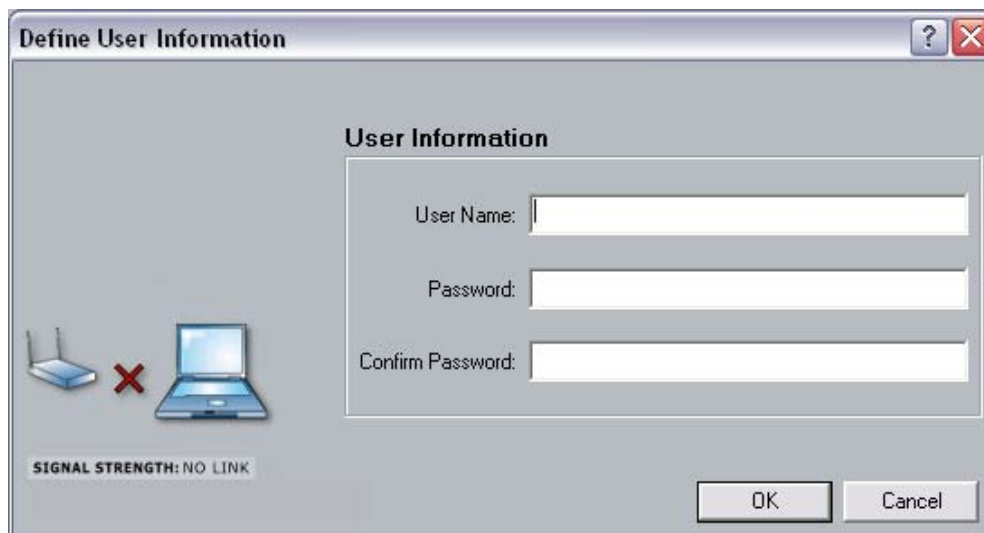 Define User Information
?
User Information
User Name:
Password:
Confirm Password:
SIGNAL STRENGTH: NO LINK
OK
Cancel